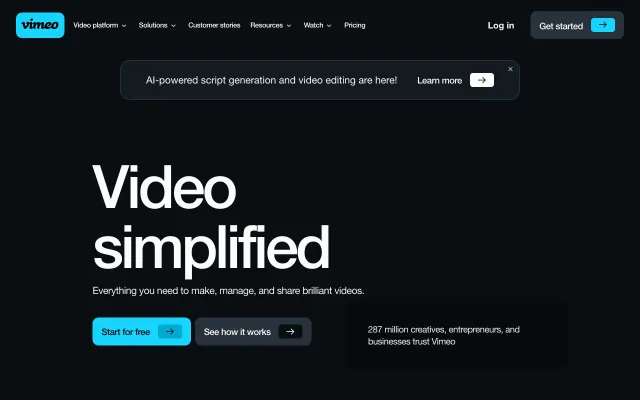 vimeo
Video platform
Solutions
Customer stories
Resources
Watch
Pricing
Log in
Get started
AI-powered script generation and video editing are here!
Learn more
Video
simplified
Everything you need to make, manage, and share brilliant videos.
Start for free
See how it works
287 million creatives, entrepreneurs, and
businesses trust Vimeo